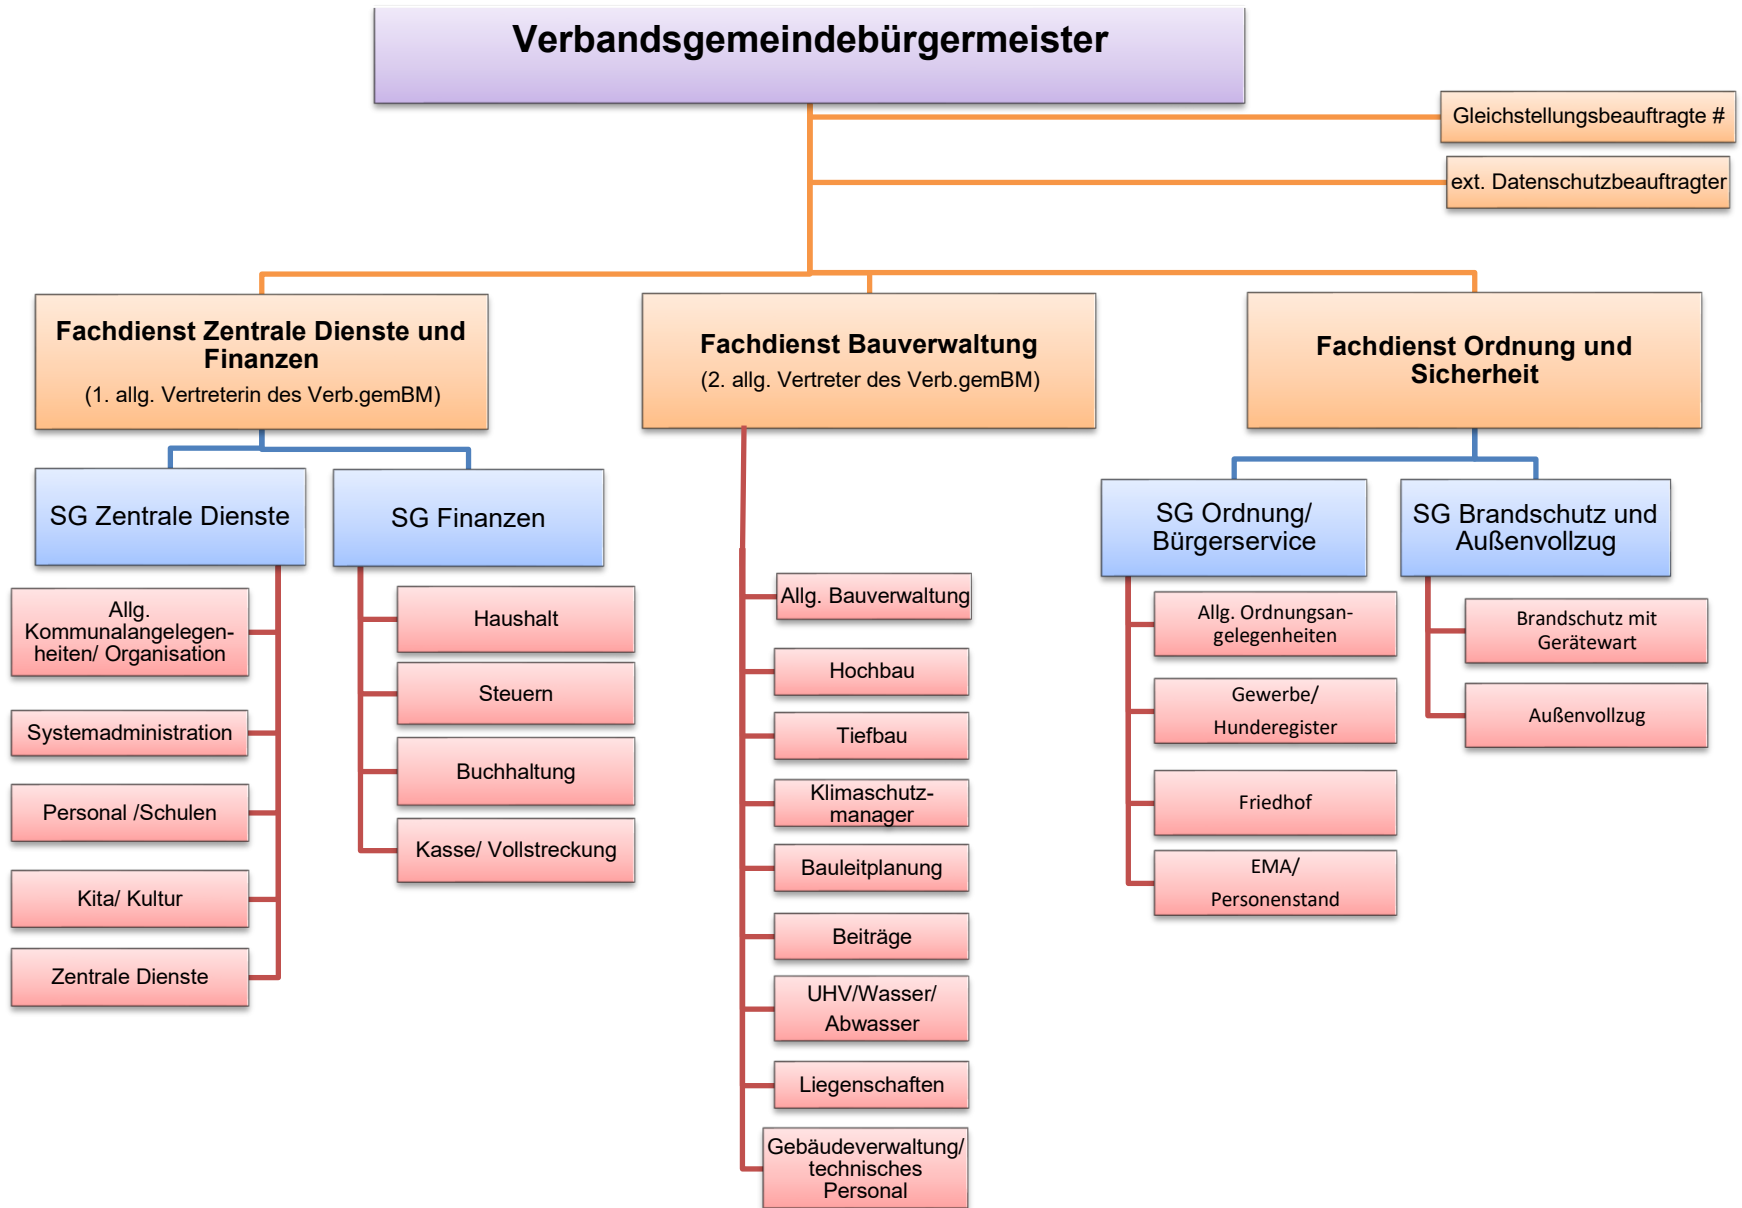 Verbandsgemeindebürgermeister
Gleichstellungsbeauftragte #
ext. Datenschutzbeauftragter
Fachdienst Zentrale Dienste und
Finanzen
(1. allg. Vertreterin des Verb.gemBM)
Fachdienst Bauverwaltung
(2. allg. Vertreter des Verb.gemBM)
Fachdienst Ordnung und
Sicherheit
SG Zentrale Dienste
SG Finanzen
SG Ordnung/
Bürgerservice
SG Brandschutz und
Außenvollzug
Allg.
Kommunalangelegen-
heiten/ Organisation
Systemadministration
Personal /Schulen
Kita/ Kultur
Zentrale Dienste
Haushalt
Steuern
Buchhaltung
Kasse/ Vollstreckung
Allg. Bauverwaltung
Hochbau
Tiefbau
Klimaschutz-
manager
Bauleitplanung
Beiträge
UHV/Wasser/
Abwasser
Liegenschaften
Gebäudeverwaltung/
technisches
Personal
Allg. Ordnungsan-
gelegenheiten
Gewerbe/
Hunderegister
Friedhof
EMA/
Personenstand
Brandschutz mit
Gerätewart
Außenvollzug